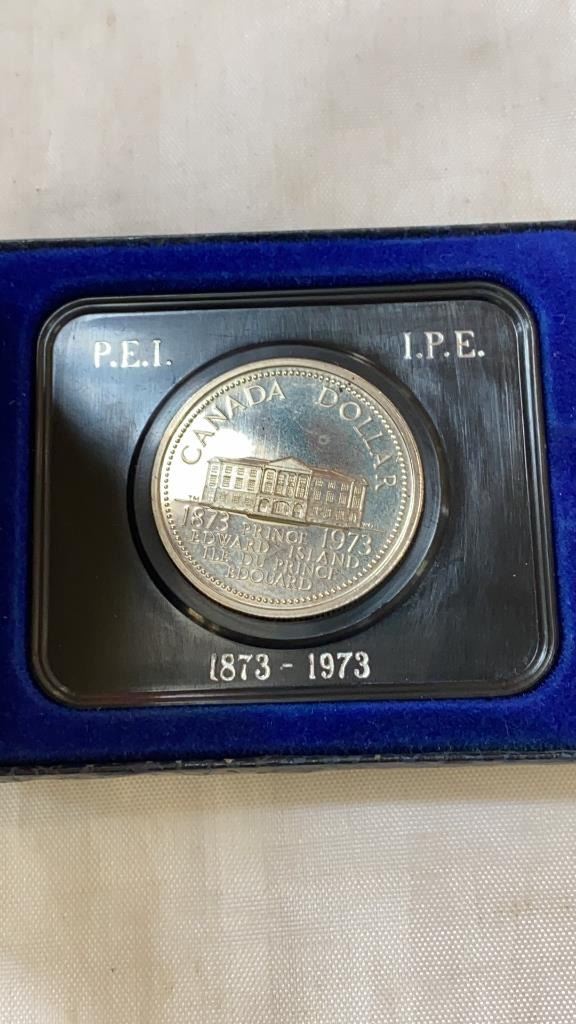 P.E.I. I.P.E.
CANADA DOLLAR
1873 PRINCE 1973
EDWARD ISLAND
ILE DU PRINCE
EDOUARD
1873 - 1973